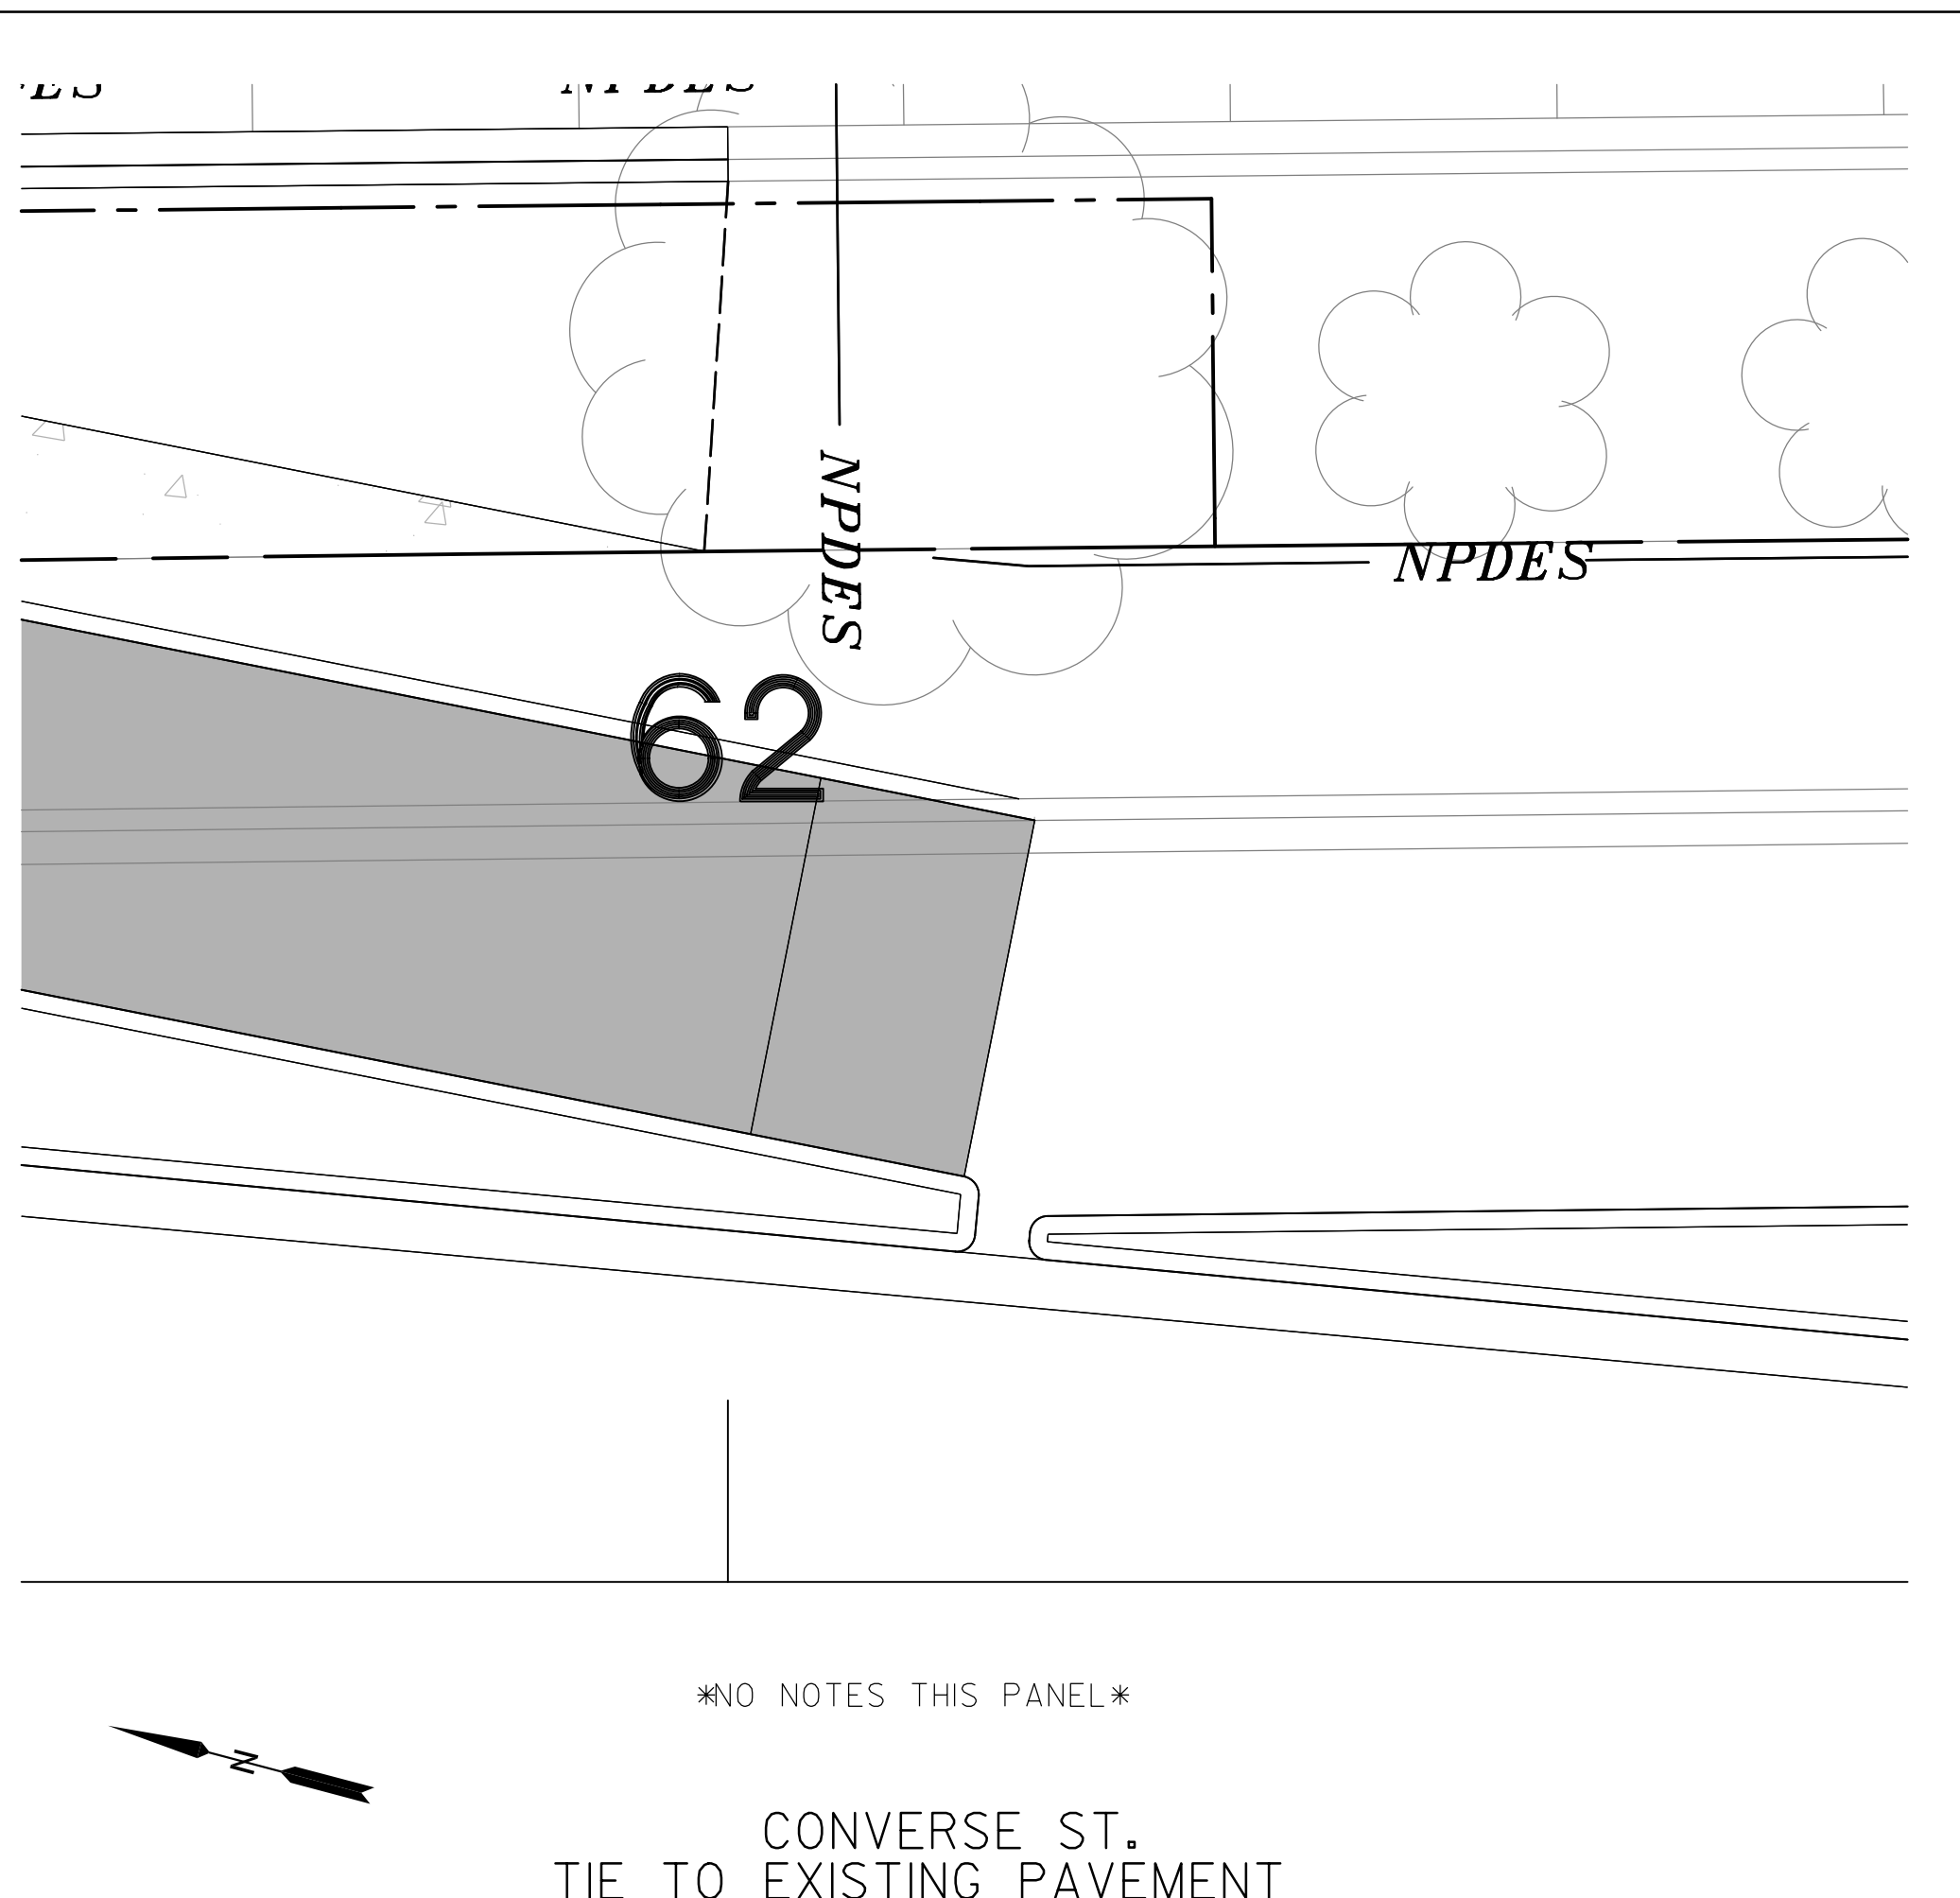 NPDES
NPDES
NPDES
62
*NO NOTES THIS PANEL*
N
CONVERSE ST.
TIE TO EXISTING PAVEMENT